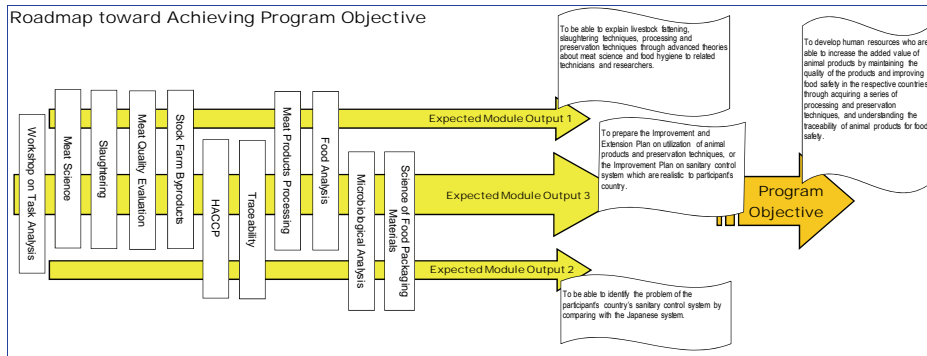 Roadmap toward Achieving Program Objective
To be able to explain livestock fattening,
slaughtering techniques, processing and
preservation techniques through advanced theories
about meat science and food hygiene to related
technicians and researchers.
To develop human resources who are
able to increase the added value of
animal products by maintaining the
quality of the products and improving
food safety in the respective countries
through acquiring a series of
processing and preservation
techniques, and understanding the
traceability of animal products for food
safety.
Workshop on Task Analysis
Meat Science
Slaughtering
Meat Quality Evaluation
Stock Farm Byproducts
HACCP
Traceability
Meat Products Processing
Food Analysis
Microbiological Analysis
Science of Food Packaging
Materials
Expected Module Output 1
To prepare the Improvement and
Extension Plan on utilization of animal
products and preservation techniques, or
the Improvement Plan on sanitary control
system which are realistic to participant's
country.
Expected Module Output 3
Program
Objective
Expected Module Output 2
To be able to identify the problem of the
participant's country's sanitary control system by
comparing with the Japanese system.